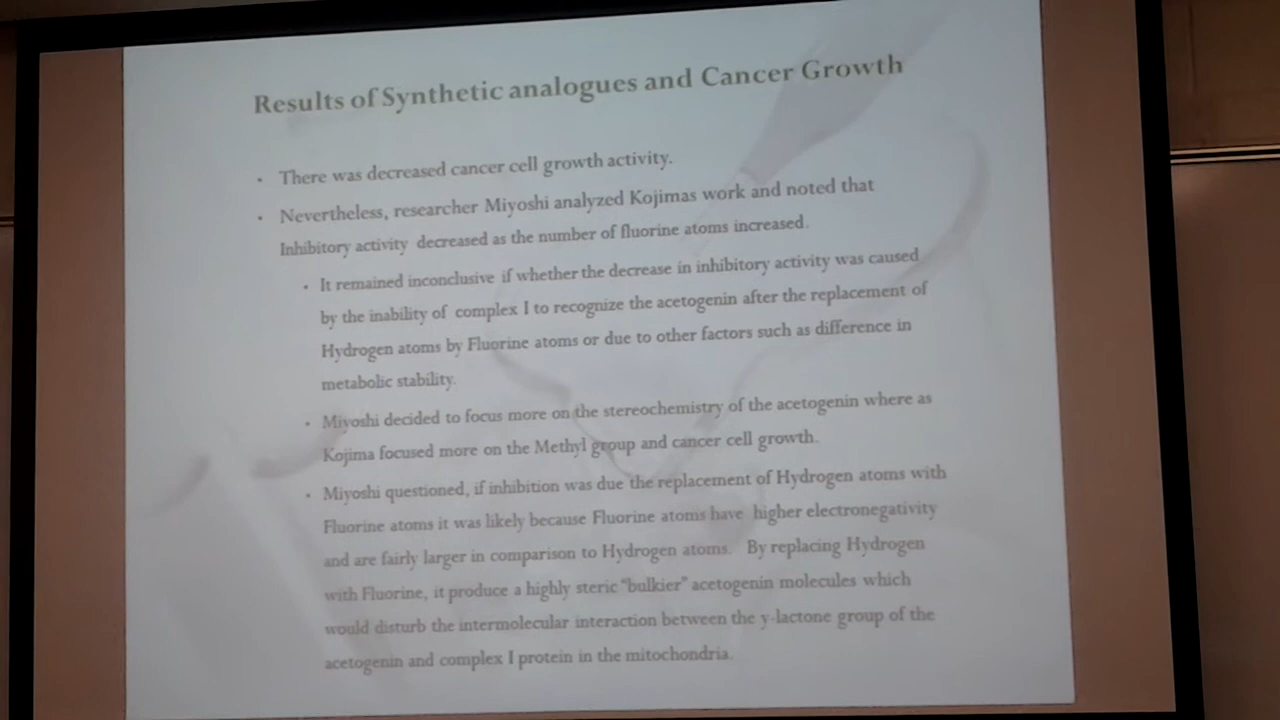 Results of Synthetic analogues and Cancer Growth
• There was decreased cancer cell growth activity.
• Nevertheless, researcher Miyoshi analyzed Kojimas work and noted that
Inhibitory activity decreased as the number of fluorine atoms increased.
• It remained inconclusive if whether the decrease in inhibitory activity was caused
by the inability of complex I to recognize the acetogenin after the replacement of
Hydrogen atoms by Fluorine atoms or due to other factors such as difference in
metabolic stability.
• Miyoshi decided to focus more on the stereochemistry of the acetogenin where as
Kojima focused more on the Methyl group and cancer cell growth.
• Miyoshi questioned, if inhibition was due the replacement of Hydrogen atoms with
Fluorine atoms it was likely because Fluorine atoms have higher electronegativity
and are fairly larger in comparison to Hydrogen atoms. By replacing Hydrogen
with Fluorine, it produce a highly steric "bulkier" acetogenin molecules which
would disturb the intermolecular interaction between the y-lactone group of the
acetogenin and complex I protein in the mitochondria.